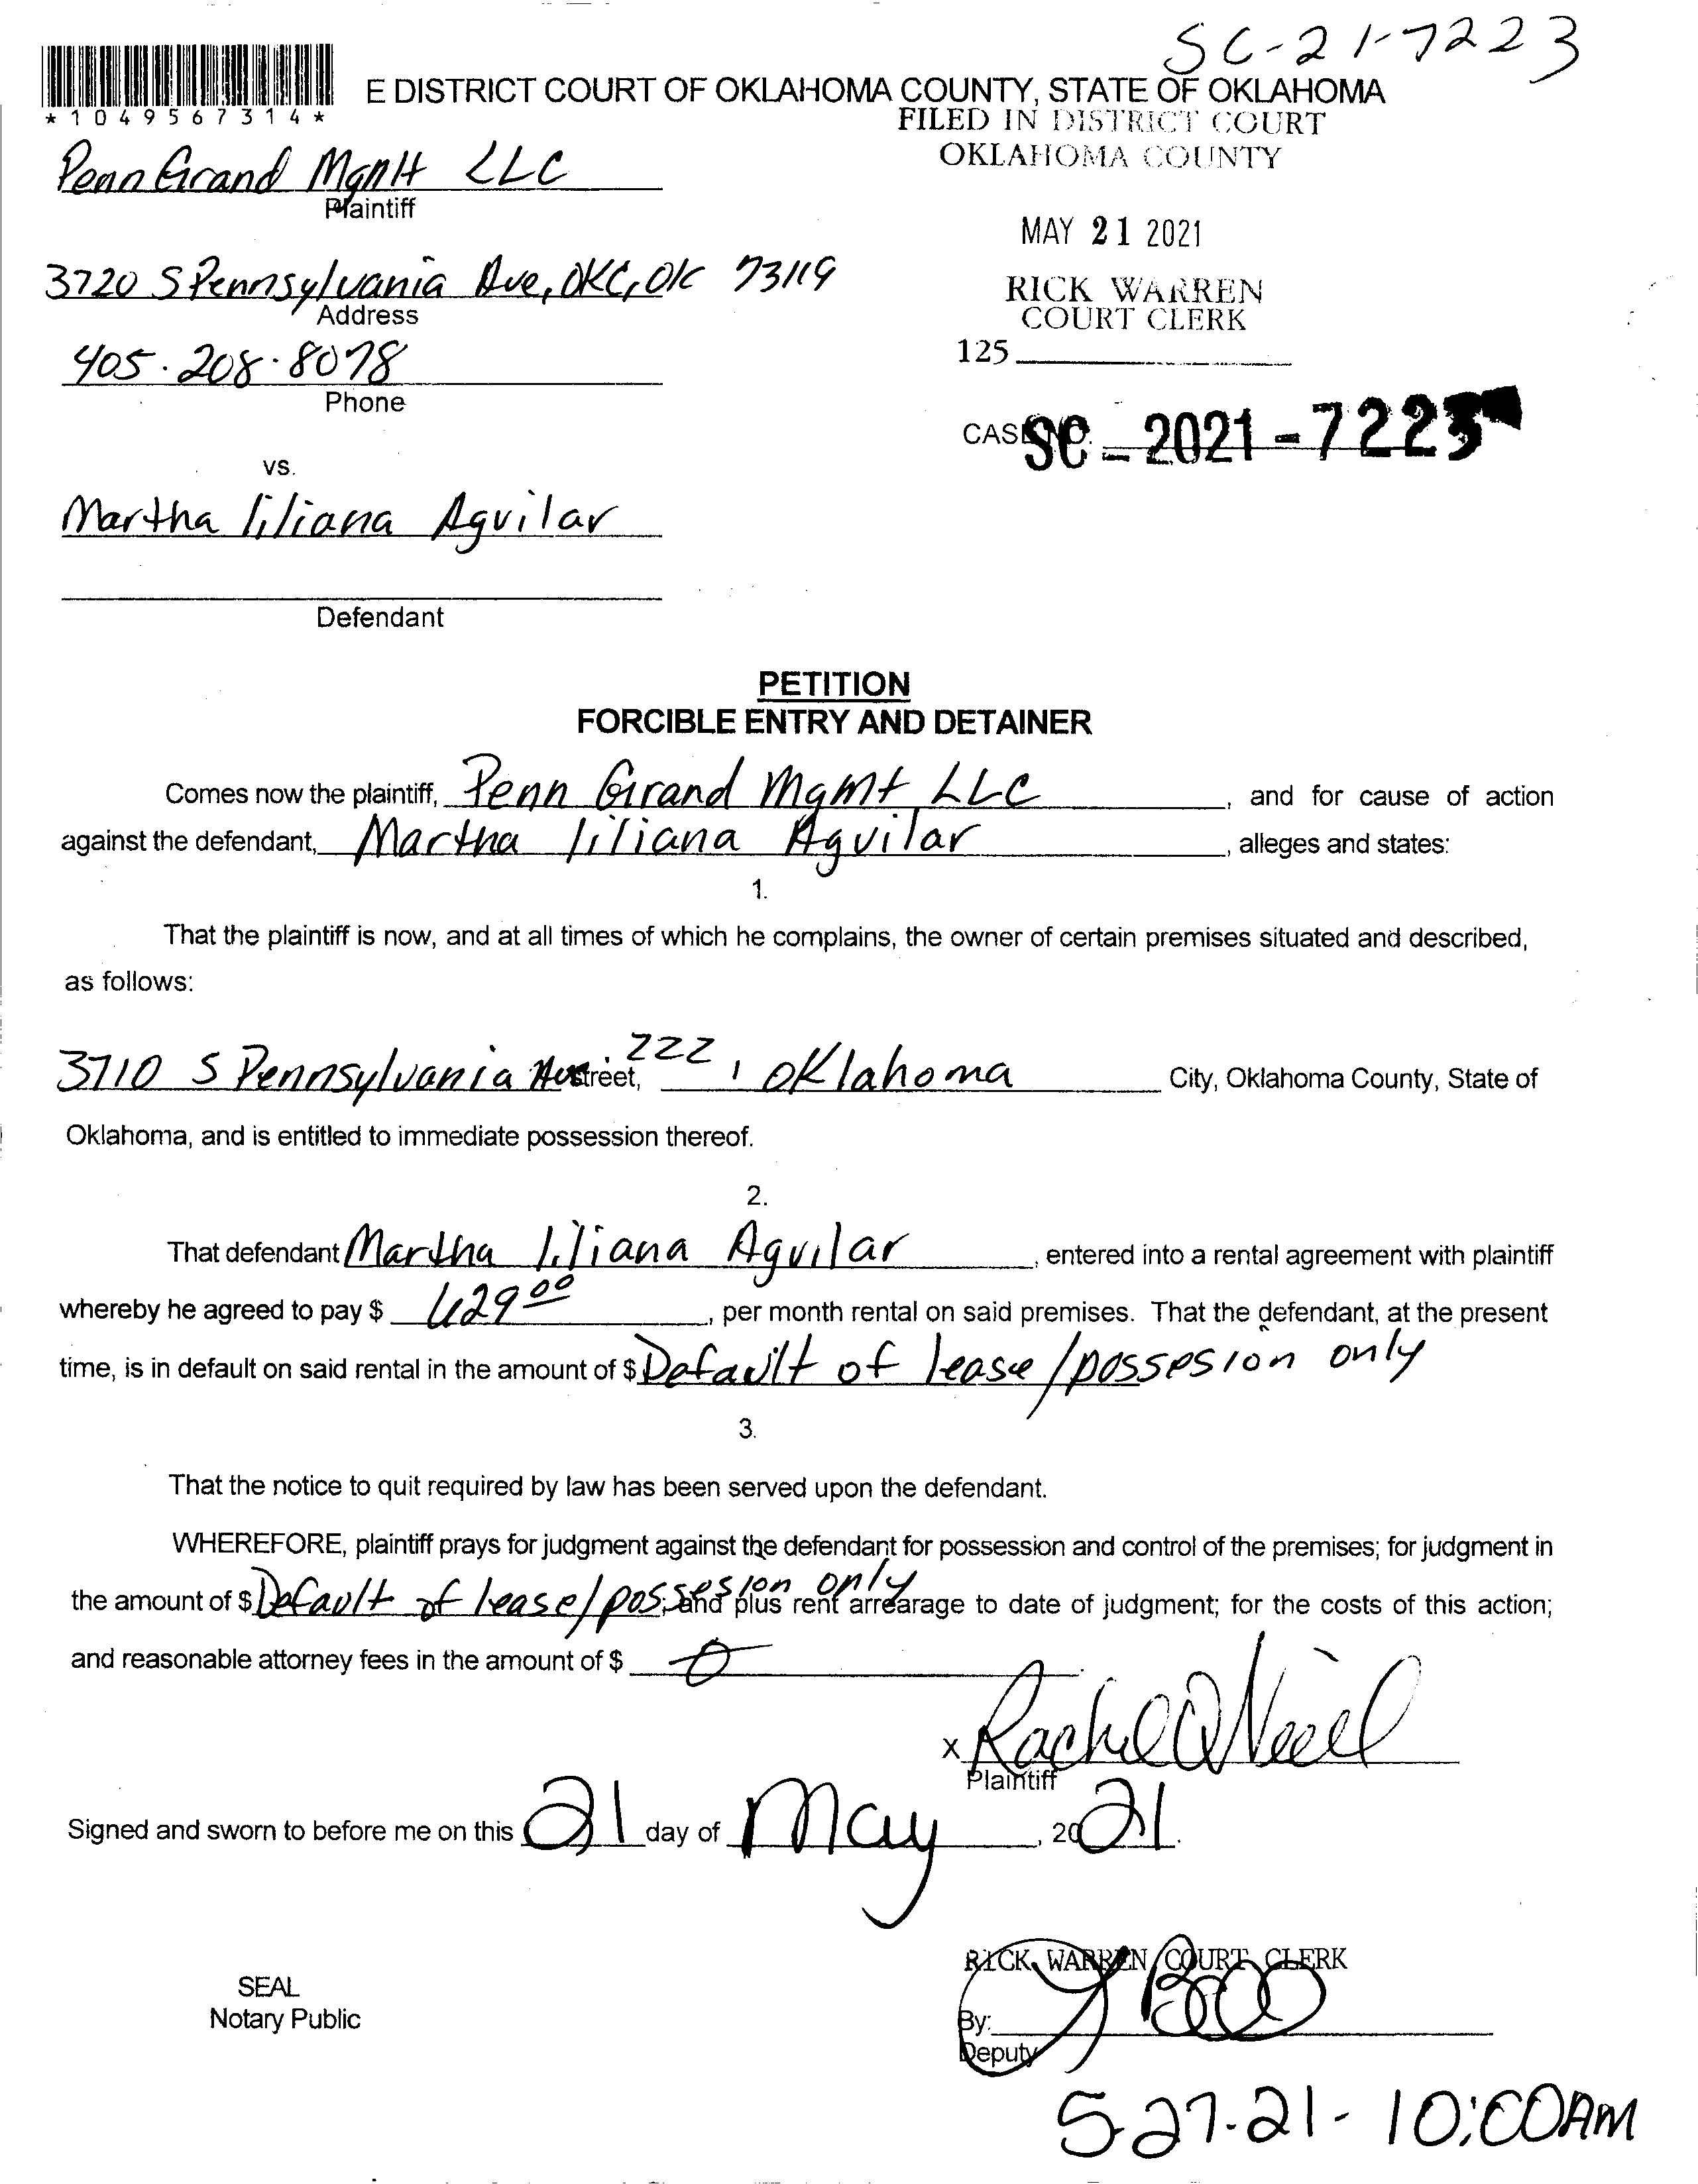 SC-21-7223
*1049567314*
E DISTRICT COURT OF OKLAHOMA COUNTY, STATE OF OKLAHOMA
FILED IN DISTRICT COURT
OKLAHOMA COUNTY
Penn Grand Mgmt LLC
Plaintiff
MAY 21 2021
3720 S Pennsylvania Ave, OKC, OK 73119
Address
RICK WARREN
COURT CLERK
405.208.8078
Phone
125
CASE NO. SC - 2021 - 7223
vs.
Martha liliana Aguilar
Defendant
PETITION
FORCIBLE ENTRY AND DETAINER
Comes now the plaintiff, Penn Grand Mgmt LLC, and for cause of action
against the defendant, Martha liliana Aguilar, alleges and states:
1.
That the plaintiff is now, and at all times of which he complains, the owner of certain premises situated and described,
as follows:
3710 S Pennsylvania Ave Street, 222, Oklahoma City, Oklahoma County, State of
Oklahoma, and is entitled to immediate possession thereof.
2.
That defendant Martha liliana Aguilar, entered into a rental agreement with plaintiff
whereby he agreed to pay $ 629.00, per month rental on said premises. That the defendant, at the present
time, is in default on said rental in the amount of $ Default of lease/possesion only
3.
That the notice to quit required by law has been served upon the defendant.
WHEREFORE, plaintiff prays for judgment against the defendant for possession and control of the premises; for judgment in
the amount of $ Default of lease/possesion only; and plus rent arrearage to date of judgment; for the costs of this action;
and reasonable attorney fees in the amount of $ 0.
x Rachel O Neill
Plaintiff
Signed and sworn to before me on this 21 day of May, 2021.
RICK WARREN COURT CLERK
SEAL
Notary Public
By:
Deputy
5-27-21- 10:00AM